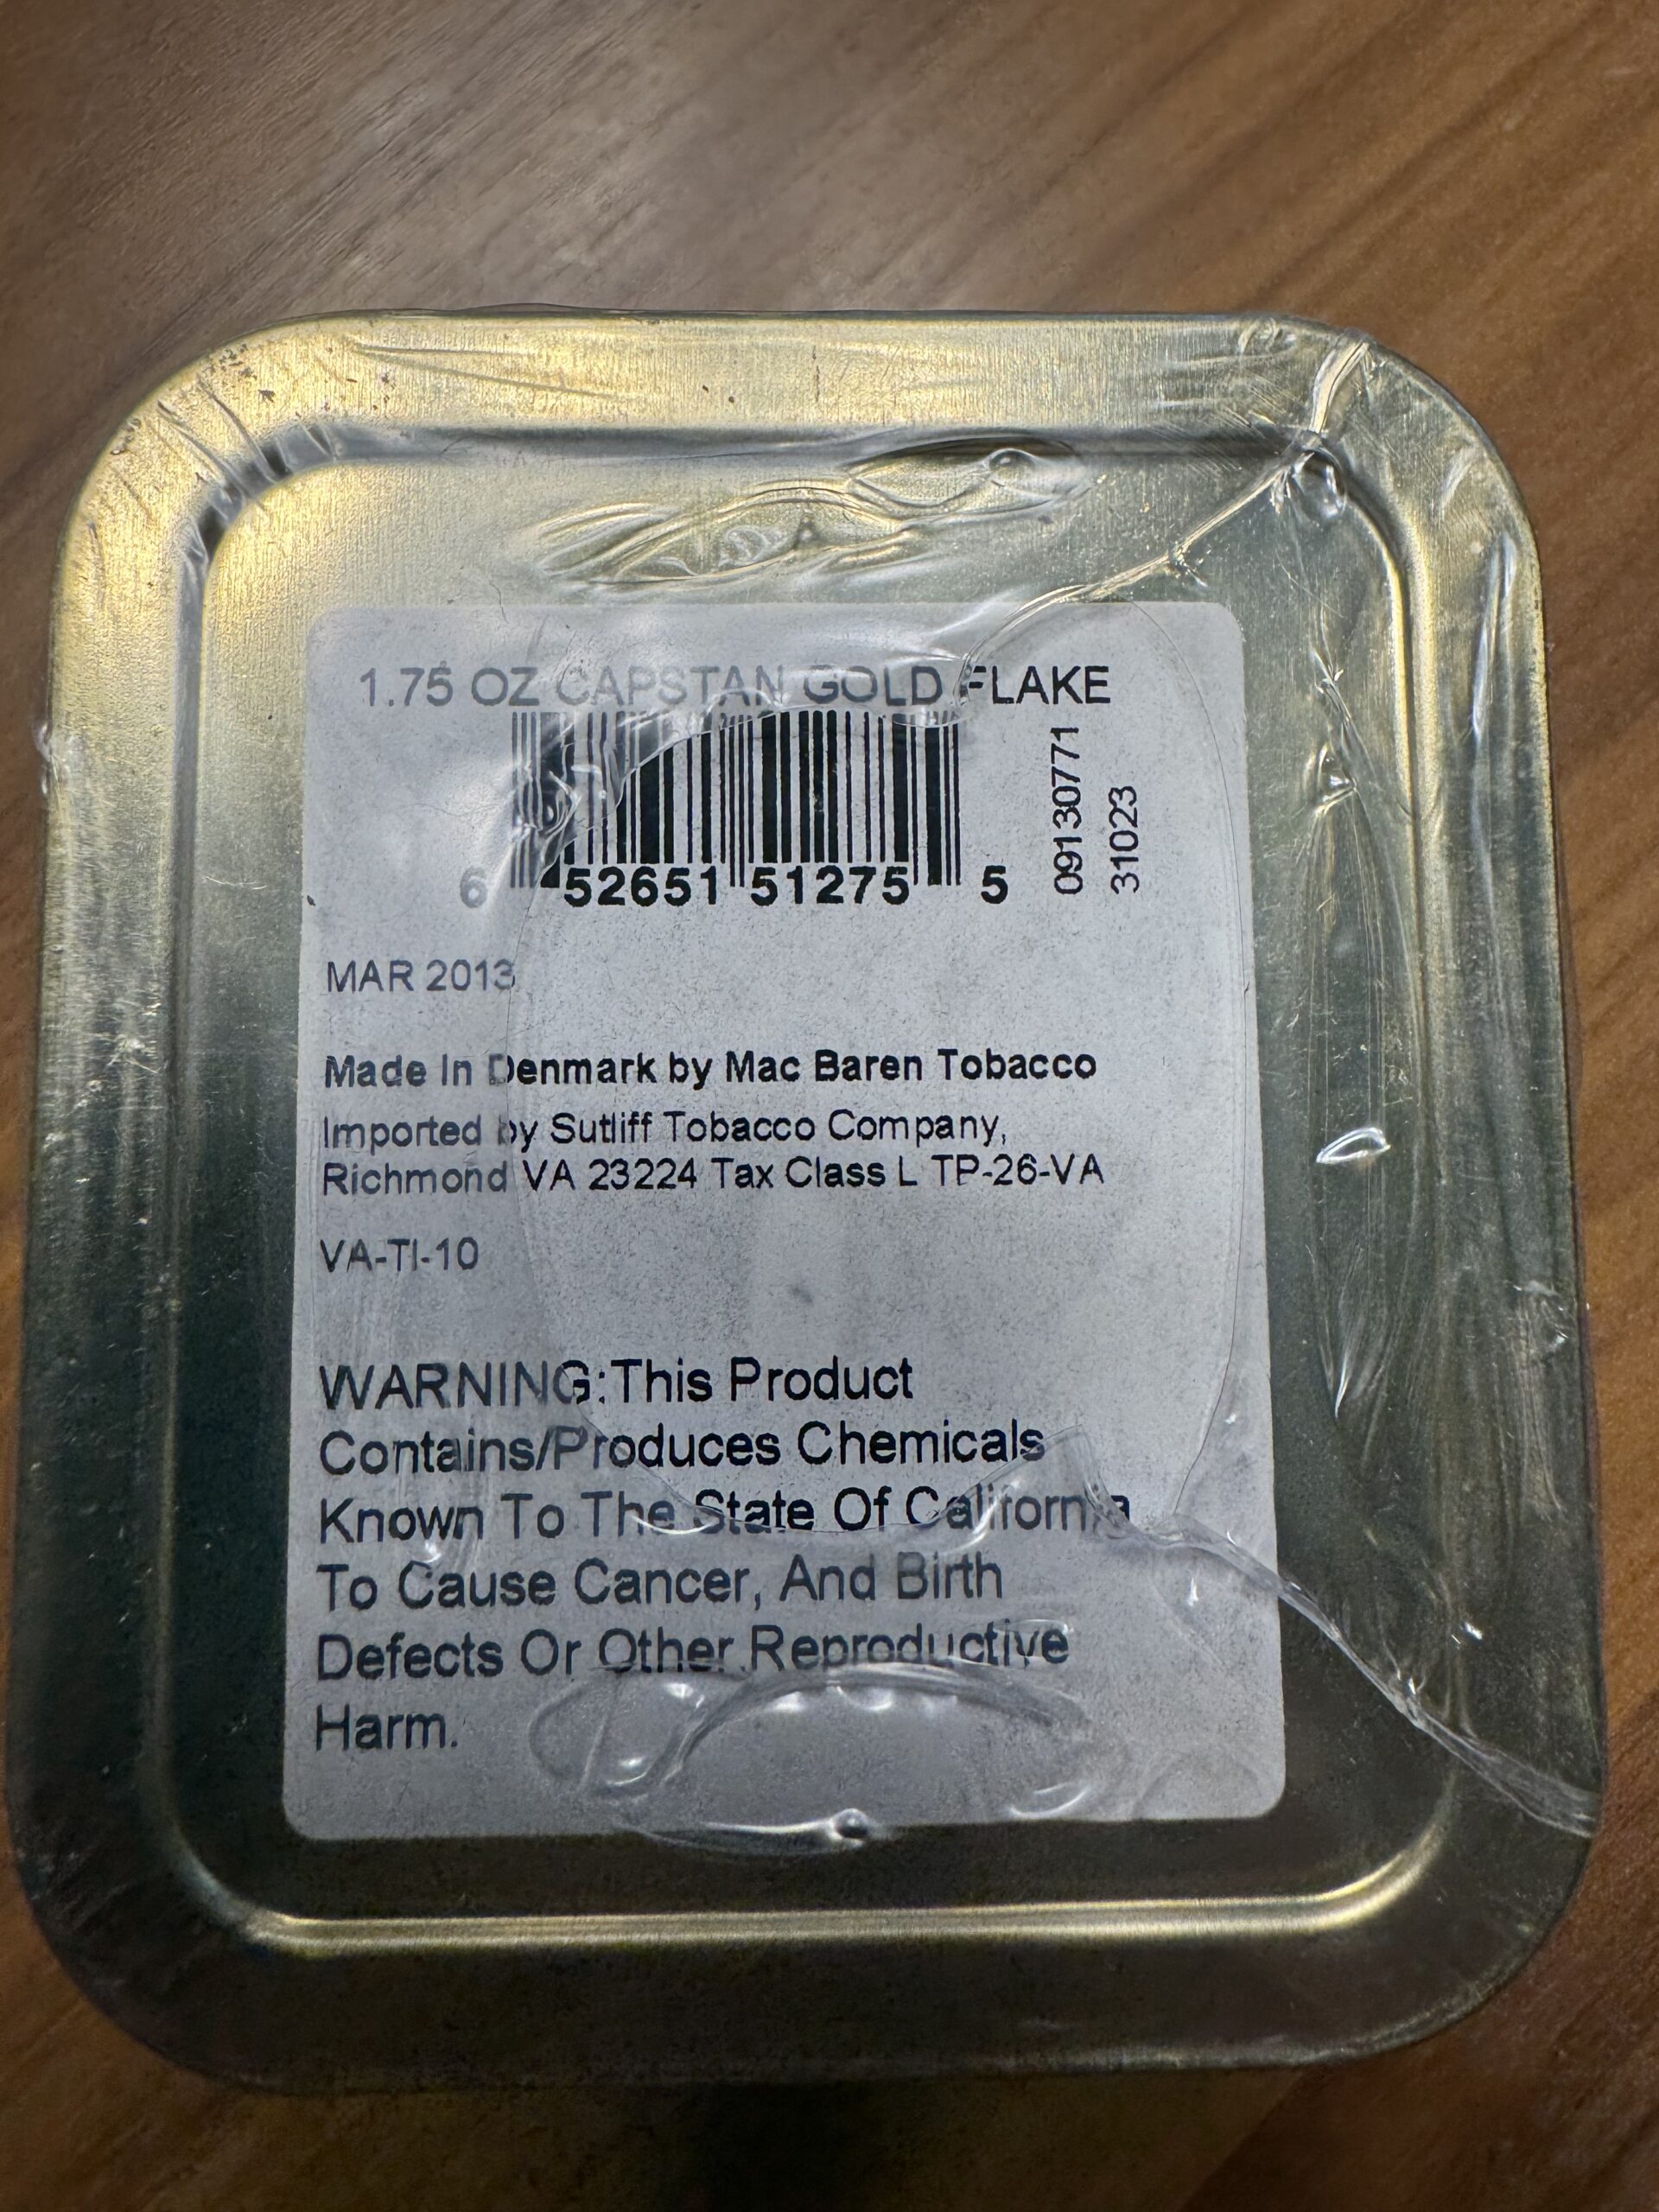 1.75 OZ CAPSTAN GOLD FLAKE
6 52651 51275 5
09130771
31023
MAR 2013
Made In Denmark by Mac Baren Tobacco
Imported by Sutliff Tobacco Company,
Richmond VA 23224 Tax Class L TP-26-VA
VA-TI-10
WARNING:This Product
Contains/Produces Chemicals
Known To The State Of California
To Cause Cancer, And Birth
Defects Or Other Reproductive
Harm.